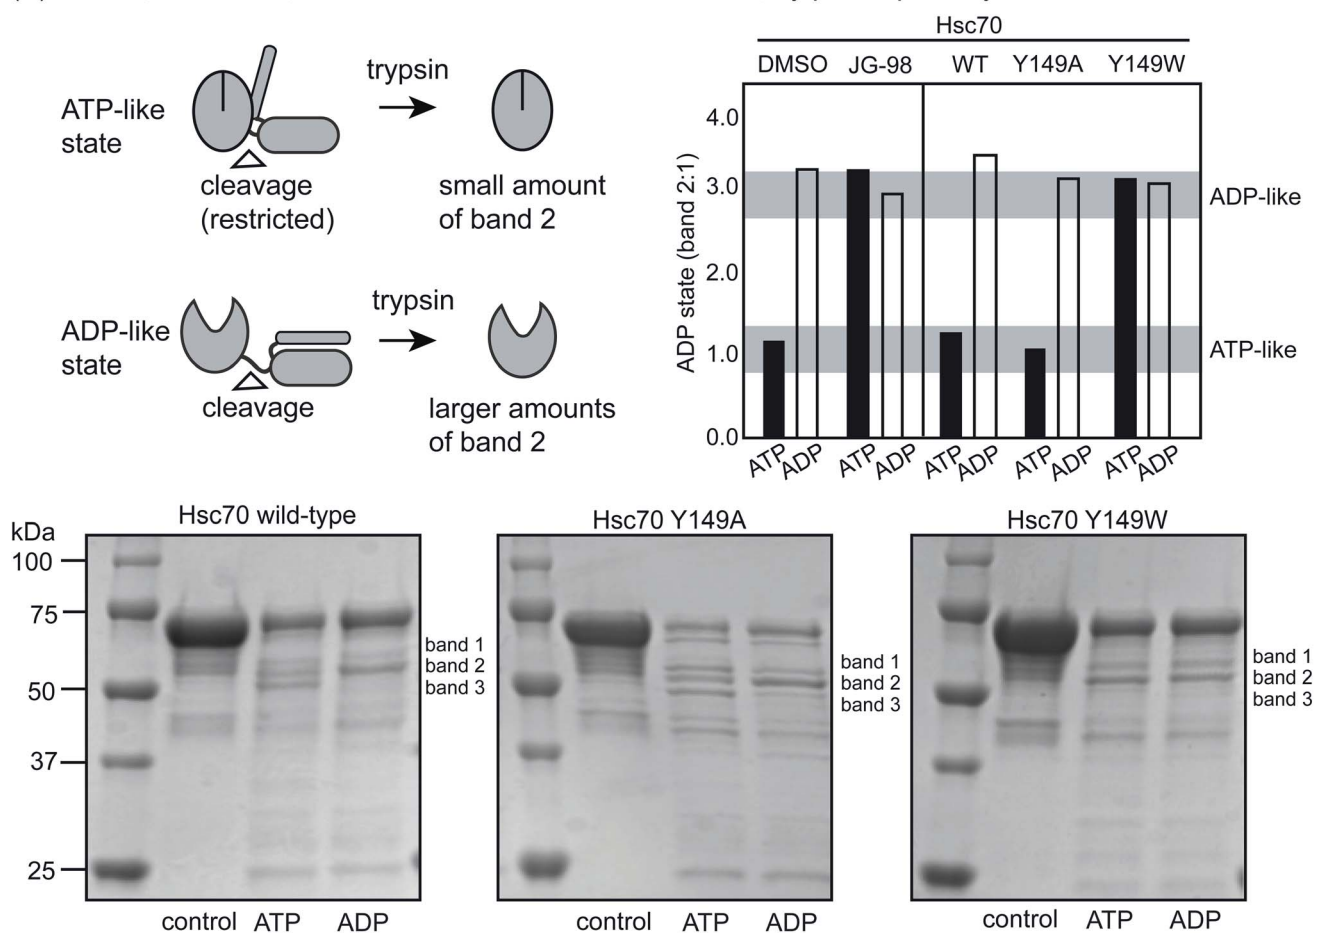 ATP-like
state
trypsin
cleavage
(restricted)
small amount
of band 2
ADP-like
state
trypsin
cleavage
larger amounts
of band 2
Hsc70
DMSO JG-98 WT Y149A Y149W
ADP state (band 2:1)
4.0
3.0
2.0
1.0
0.0
ADP-like
ATP-like
ATP ADP ATP ADP ATP ADP ATP ADP ATP ADP
Hsc70 wild-type
kDa
100
75
50
37
25
band 1
band 2
band 3
control ATP ADP
Hsc70 Y149A
band 1
band 2
band 3
control ATP ADP
Hsc70 Y149W
band 1
band 2
band 3
control ATP ADP